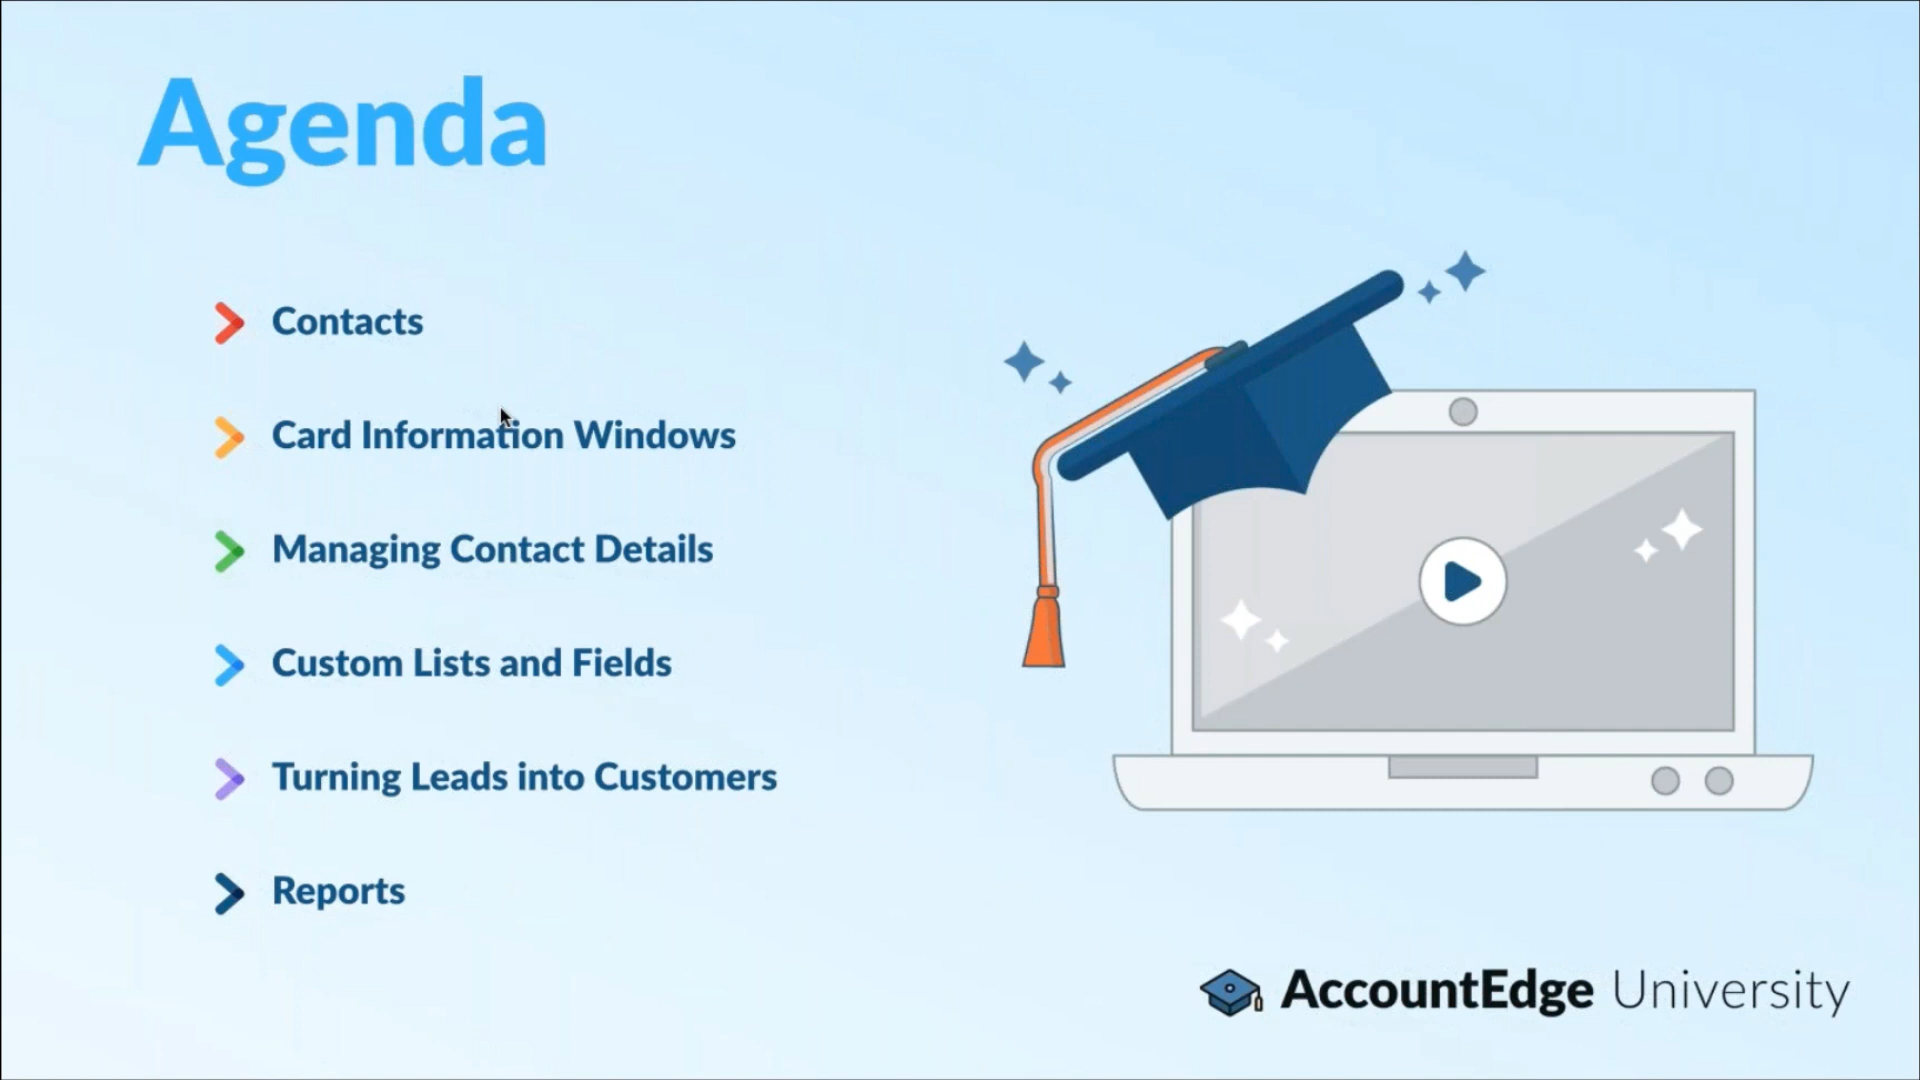 Agenda
Contacts
Card Information Windows
Managing Contact Details
Custom Lists and Fields
Turning Leads into Customers
Reports
AccountEdge University